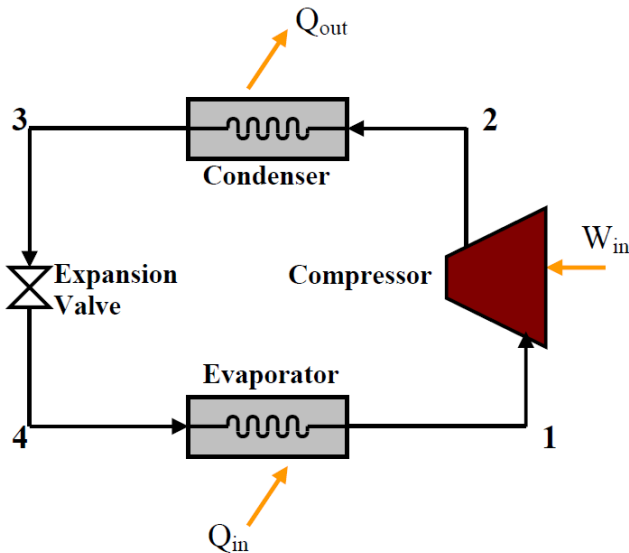 Qout
3
2
Condenser
Win
Expansion
Valve
Compressor
Evaporator
4
1
Qin